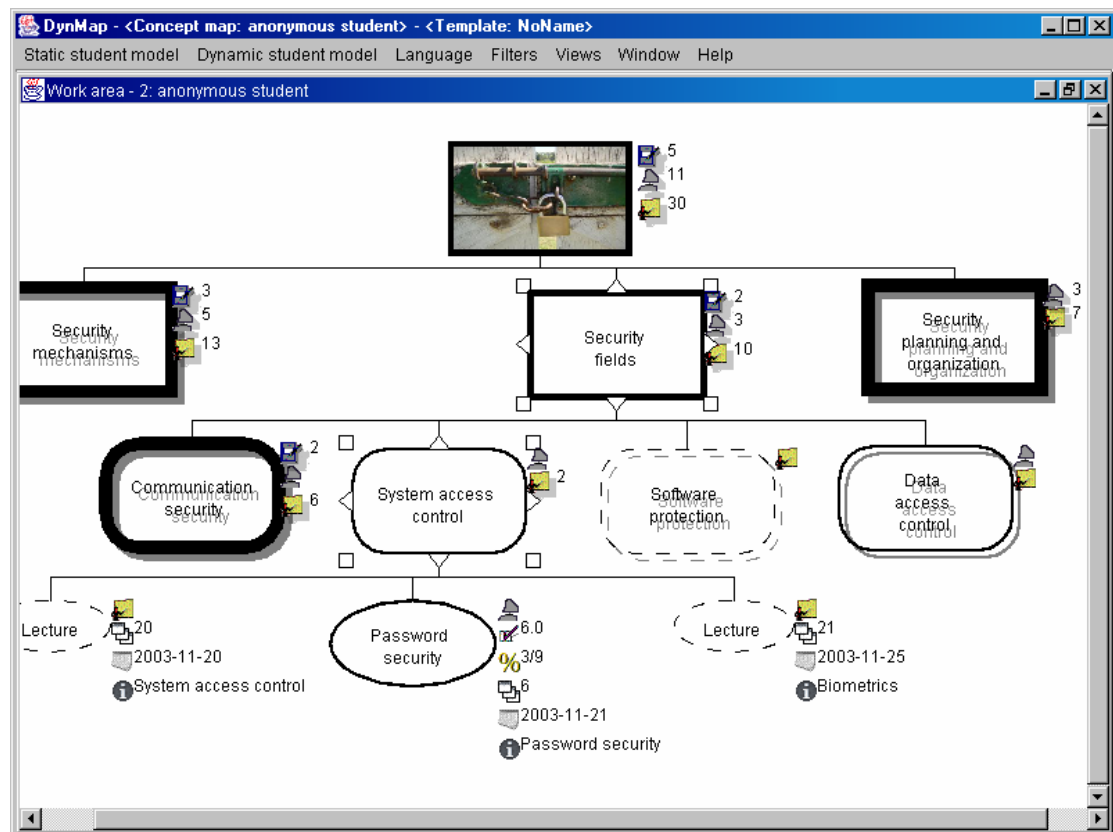 DynMap - <Concept map: anonymous student> - <Template: NoName>
Static student model Dynamic student model Language Filters Views Window Help
Work area - 2: anonymous student
5
11
30
Security
mechanisms
3
5
13
Security
fields
2
3
10
Security
planning and
organization
3
7
Communication
security
2
6
System access
control
2
Software
protection
Data
access
control
Lecture
20
2003-11-20
System access control
Password
security
6.0
% 3/9
6
2003-11-21
Password security
Lecture
21
2003-11-25
Biometrics